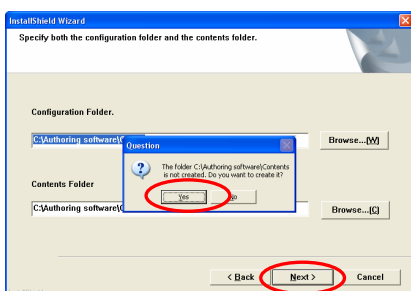 InstallShield Wizard
Specify both the configuration folder and the contents folder.
Configuration Folder.
C:\Authoring software\C
Browse...(W)
Question
The folder C:\Authoring software\Contents
is not created. Do you want to create it?
Yes
No
Contents Folder
C:\Authoring software\C
Browse...(C)
< Back
Next >
Cancel